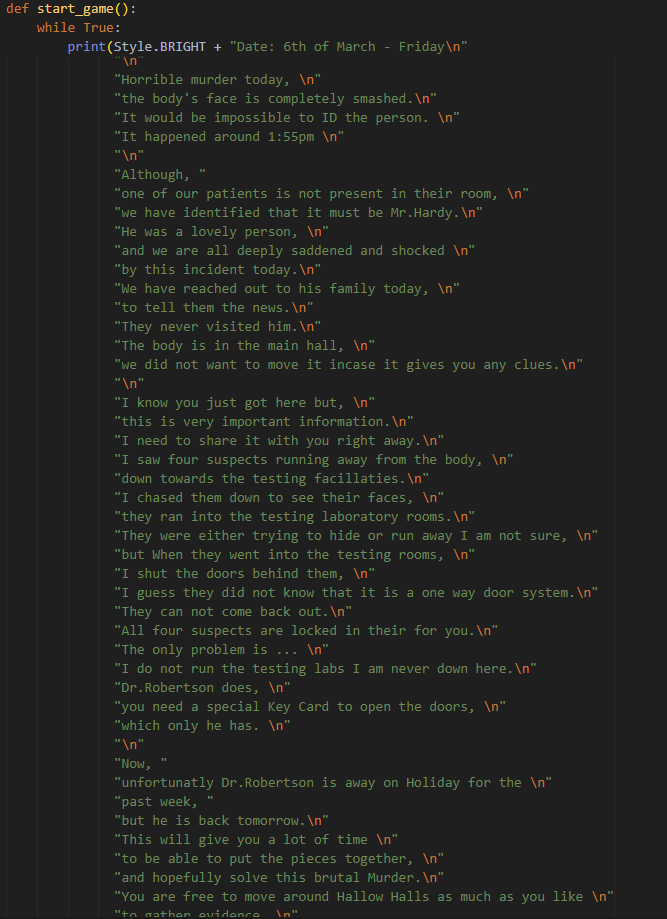 def start_game():
while True:
print(Style.BRIGHT + "Date: 6th of March - Friday\n"
"\n"
"Horrible murder today, \n"
"the body's face is completely smashed.\n"
"It would be impossible to ID the person. \n"
"It happened around 1:55pm \n"
"\n"
"Although, "
"one of our patients is not present in their room, \n"
"we have identified that it must be Mr.Hardy.\n"
"He was a lovely person, \n"
"and we are all deeply saddened and shocked \n"
"by this incident today.\n"
"We have reached out to his family today, \n"
"to tell them the news.\n"
"They never visited him.\n"
"The body is in the main hall, \n"
"we did not want to move it incase it gives you any clues.\n"
"\n"
"I know you just got here but, \n"
"this is very important information.\n"
"I need to share it with you right away.\n"
"I saw four suspects running away from the body, \n"
"down towards the testing facillaties.\n"
"I chased them down to see their faces, \n"
"they ran into the testing laboratory rooms.\n"
"They were either trying to hide or run away I am not sure, \n"
"but When they went into the testing rooms, \n"
"I shut the doors behind them, \n"
"I guess they did not know that it is a one way door system.\n"
"They can not come back out.\n"
"All four suspects are locked in their for you.\n"
"The only problem is ... \n"
"I do not run the testing labs I am never down here.\n"
"Dr.Robertson does, \n"
"you need a special Key Card to open the doors, \n"
"which only he has. \n"
"\n"
"Now, "
"unfortunatly Dr.Robertson is away on Holiday for the \n"
"past week, "
"but he is back tomorrow.\n"
"This will give you a lot of time \n"
"to be able to put the pieces together, \n"
"and hopefully solve this brutal Murder.\n"
"You are free to move around Hallow Halls as much as you like \n"
"to gather evidence. \n"